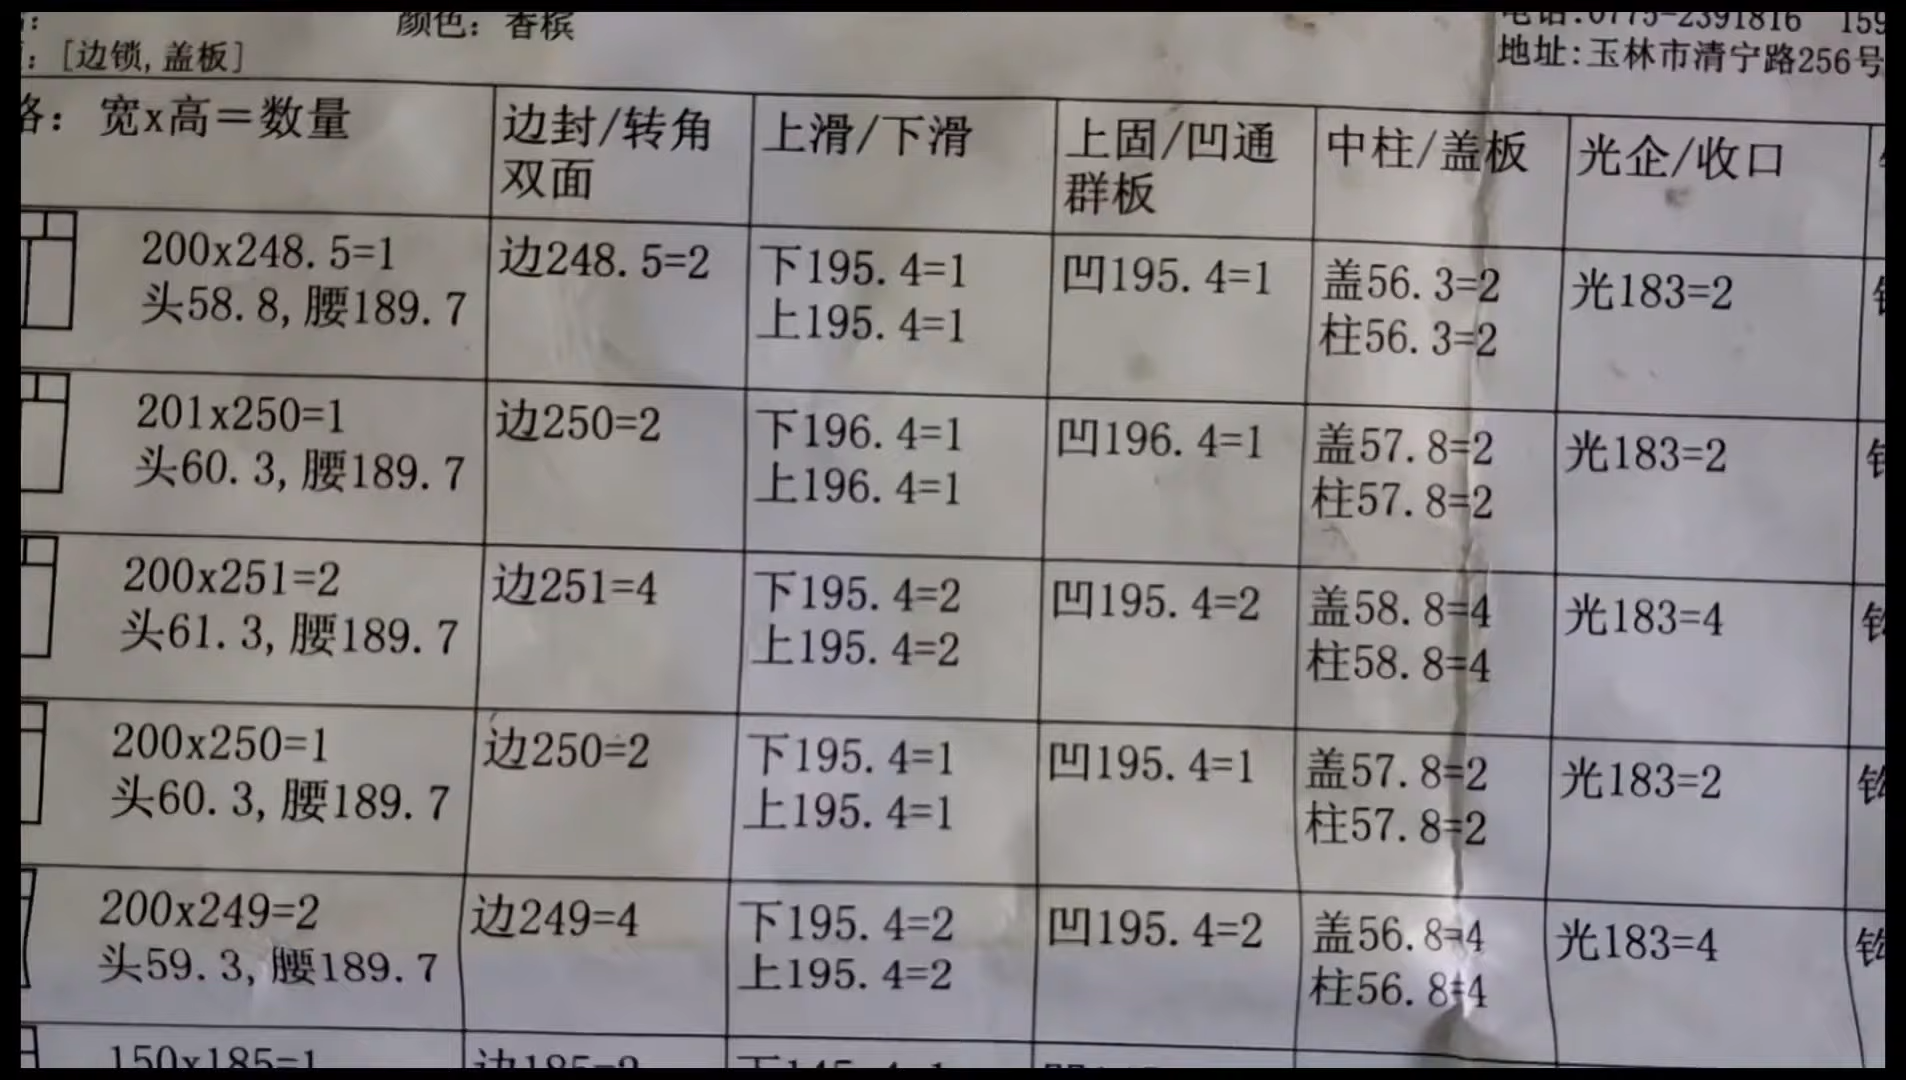 颜色: 香槟
电话:0775-2391816 159
[边锁,盖板]
地址:玉林市清宁路256号
格: 宽x高=数量
边封/转角
双面
上滑/下滑
上固/凹通
群板
中柱/盖板
光企/收口
200x248.5=1
头58.8,腰189.7
边248.5=2
下195.4=1
上195.4=1
凹195.4=1
盖56.3=2
柱56.3=2
光183=2
201x250=1
头60.3,腰189.7
边250=2
下196.4=1
上196.4=1
凹196.4=1
盖57.8=2
柱57.8=2
光183=2
200x251=2
头61.3,腰189.7
边251=4
下195.4=2
上195.4=2
凹195.4=2
盖58.8=4
柱58.8=4
光183=4
200x250=1
头60.3,腰189.7
边250=2
下195.4=1
上195.4=1
凹195.4=1
盖57.8=2
柱57.8=2
光183=2
200x249=2
头59.3,腰189.7
边249=4
下195.4=2
上195.4=2
凹195.4=2
盖56.8=4
柱56.8=4
光183=4
150x185=1
边185=2